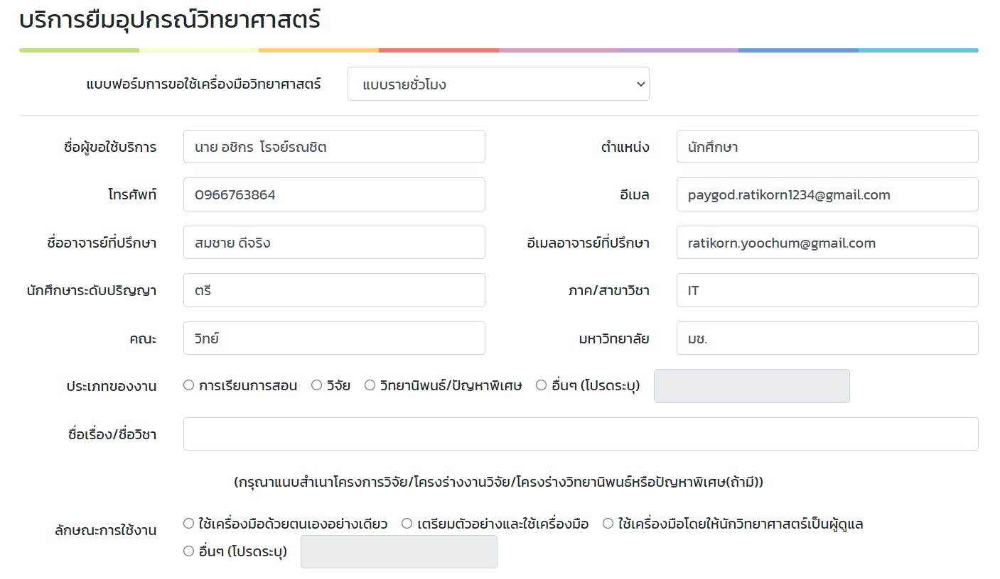 บริการยืมอุปกรณ์วิทยาศาสตร์
แบบฟอร์มการขอใช้เครื่องมือวิทยาศาสตร์ แบบรายชั่วโมง
ชื่อผู้ขอใช้บริการ นาย อชิกร โรจย์รณชิต ตำแหน่ง นักศึกษา
โทรศัพท์ 0966763864 อีเมล paygod.ratikorn1234@gmail.com
ชื่ออาจารย์ที่ปรึกษา สมชาย ดีจริง อีเมลอาจารย์ที่ปรึกษา ratikorn.yoochum@gmail.com
นักศึกษาระดับปริญญา ตรี ภาค/สาขาวิชา IT
คณะ วิทย์ มหาวิทยาลัย มช.
ประเภทของงาน การเรียนการสอน วิจัย วิทยานิพนธ์/ปัญหาพิเศษ อื่นๆ (โปรดระบุ)
ชื่อเรื่อง/ชื่อวิชา
(กรุณาแนบสำเนาโครงการวิจัย/โครงร่างงานวิจัย/โครงร่างวิทยานิพนธ์หรือปัญหาพิเศษ(ถ้ามี))
ลักษณะการใช้งาน ใช้เครื่องมือด้วยตนเองอย่างเดียว เตรียมตัวอย่างและใช้เครื่องมือ ใช้เครื่องมือโดยให้นักวิทยาศาสตร์เป็นผู้ดูแล
อื่นๆ (โปรดระบุ)